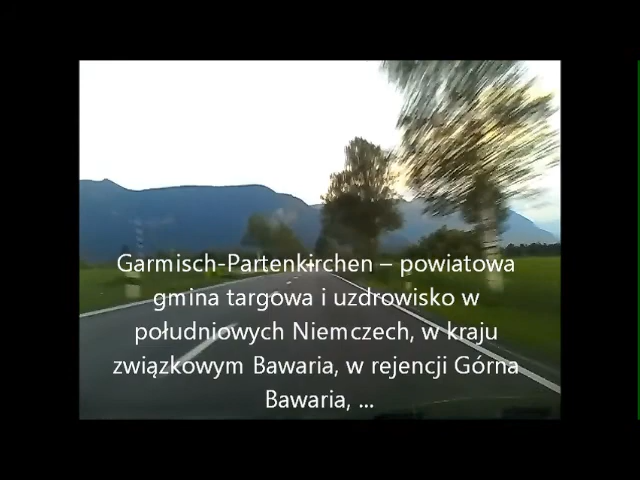 Garmisch-Partenkirchen – powiatowa
gmina targowa i uzdrowisko w
południowych Niemczech, w kraju
związkowym Bawaria, w rejencji Górna
Bawaria, ...